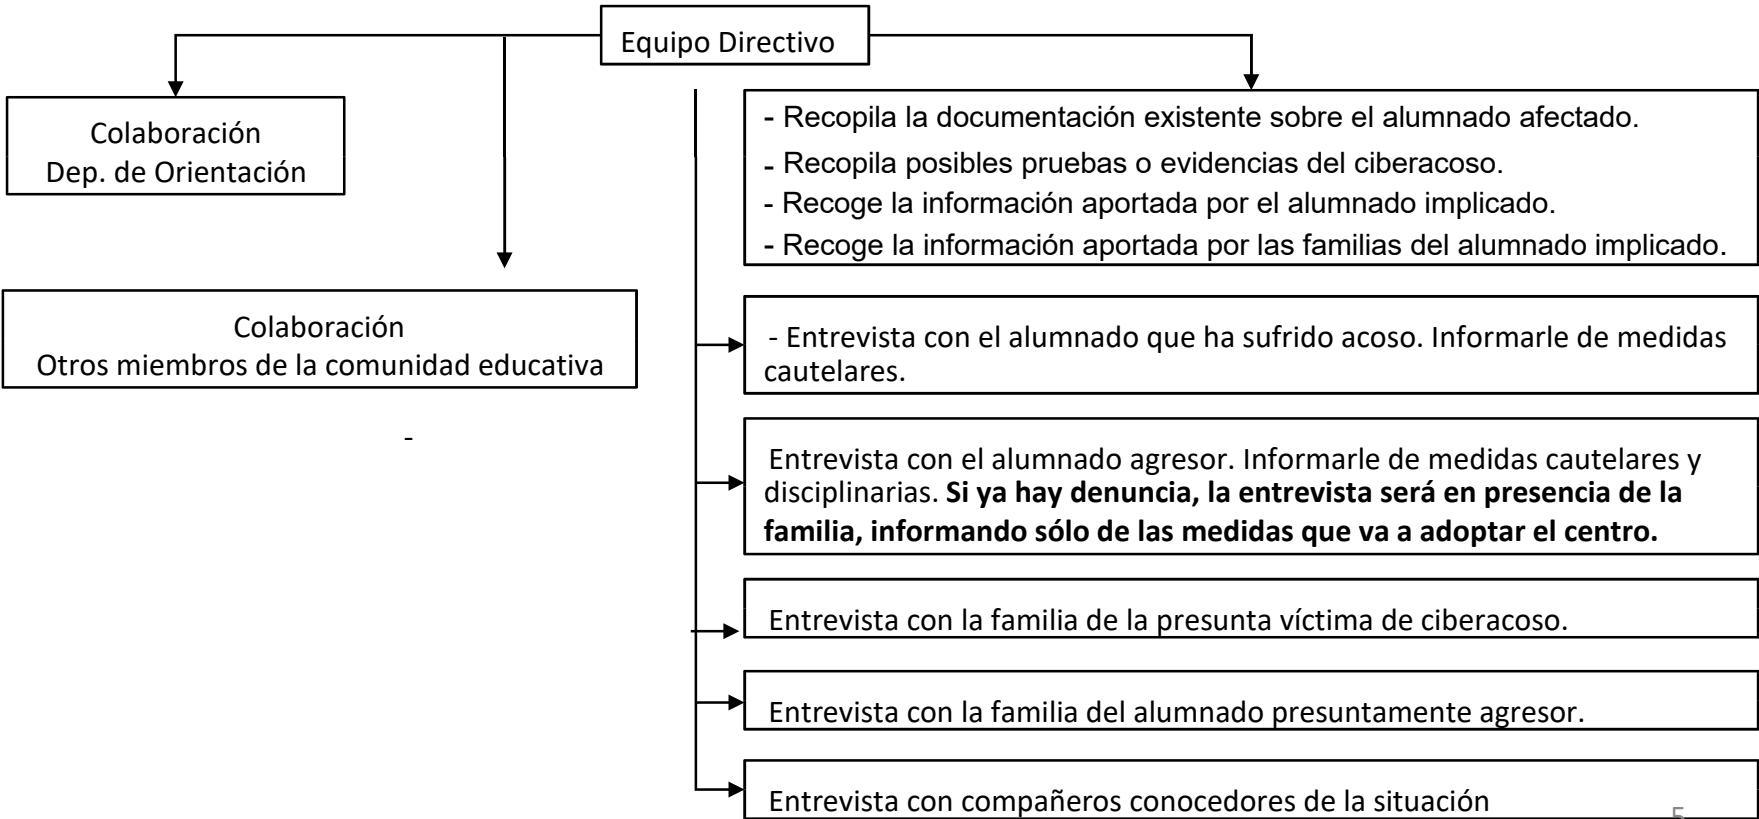 Equipo Directivo
Colaboración
Dep. de Orientación
- Recopila la documentación existente sobre el alumnado afectado.
- Recopila posibles pruebas o evidencias del ciberacoso.
- Recoge la información aportada por el alumnado implicado.
- Recoge la información aportada por las familias del alumnado implicado.
Colaboración
Otros miembros de la comunidad educativa
-
- Entrevista con el alumnado que ha sufrido acoso. Informarle de medidas
cautelares.
Entrevista con el alumnado agresor. Informarle de medidas cautelares y
disciplinarias. Si ya hay denuncia, la entrevista será en presencia de la
familia, informando sólo de las medidas que va a adoptar el centro.
Entrevista con la familia de la presunta víctima de ciberacoso.
Entrevista con la familia del alumnado presuntamente agresor.
Entrevista con compañeros conocedores de la situación
5